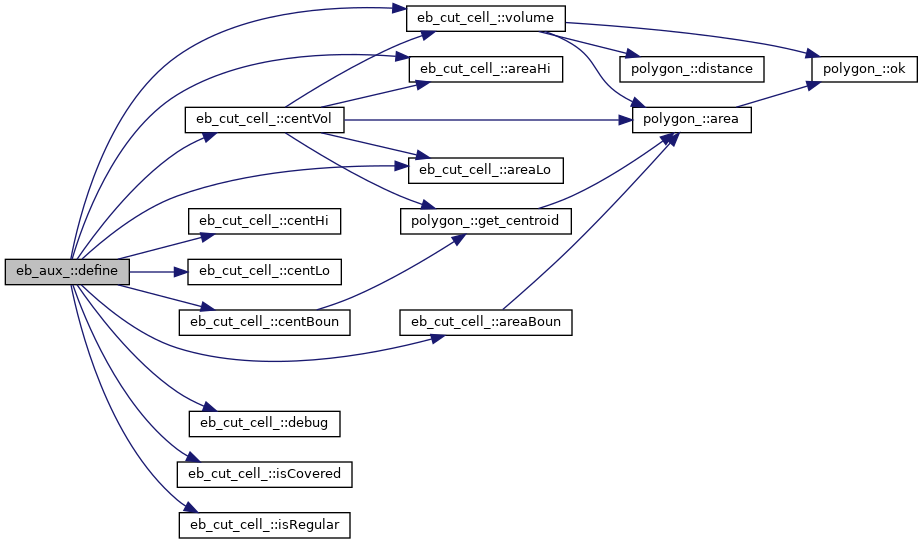 eb_cut_cell_::volume
eb_cut_cell_::areaHi
polygon_::distance
polygon_::ok
eb_cut_cell_::centVol
polygon_::area
eb_cut_cell_::areaLo
eb_cut_cell_::centHi
polygon_::get_centroid
eb_aux_::define
eb_cut_cell_::centLo
eb_cut_cell_::centBoun
eb_cut_cell_::areaBoun
eb_cut_cell_::debug
eb_cut_cell_::isCovered
eb_cut_cell_::isRegular